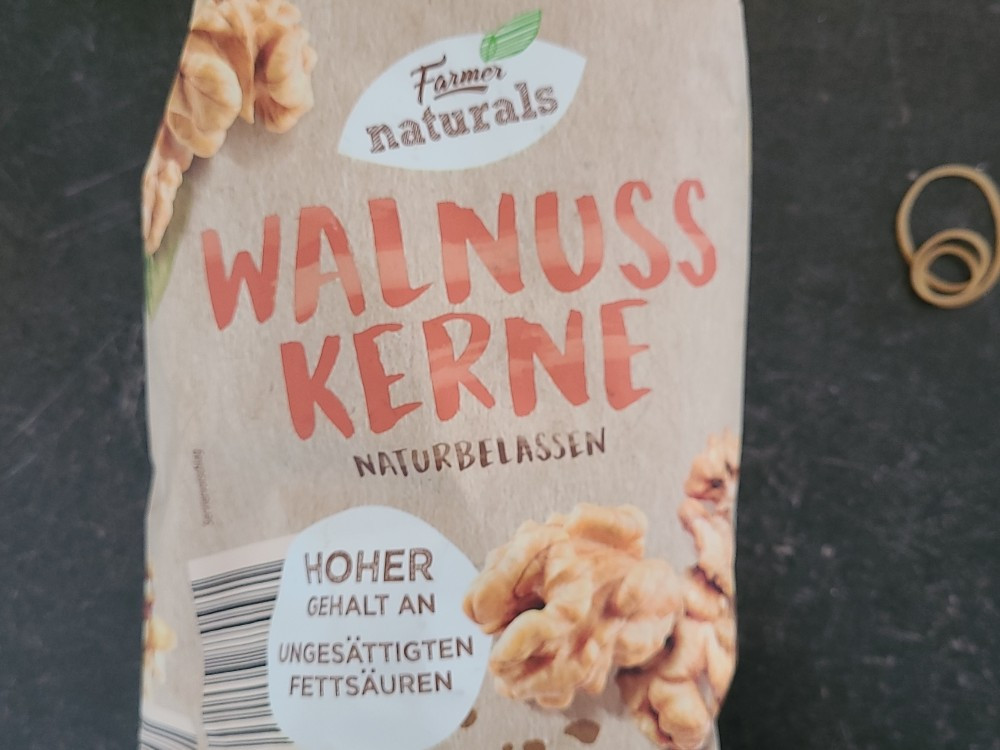 Farmer
naturals
WALNUSS
KERNE
NATURBELASSEN
HOHER
GEHALT AN
UNGESÄTTIGTEN
FETTSÄUREN